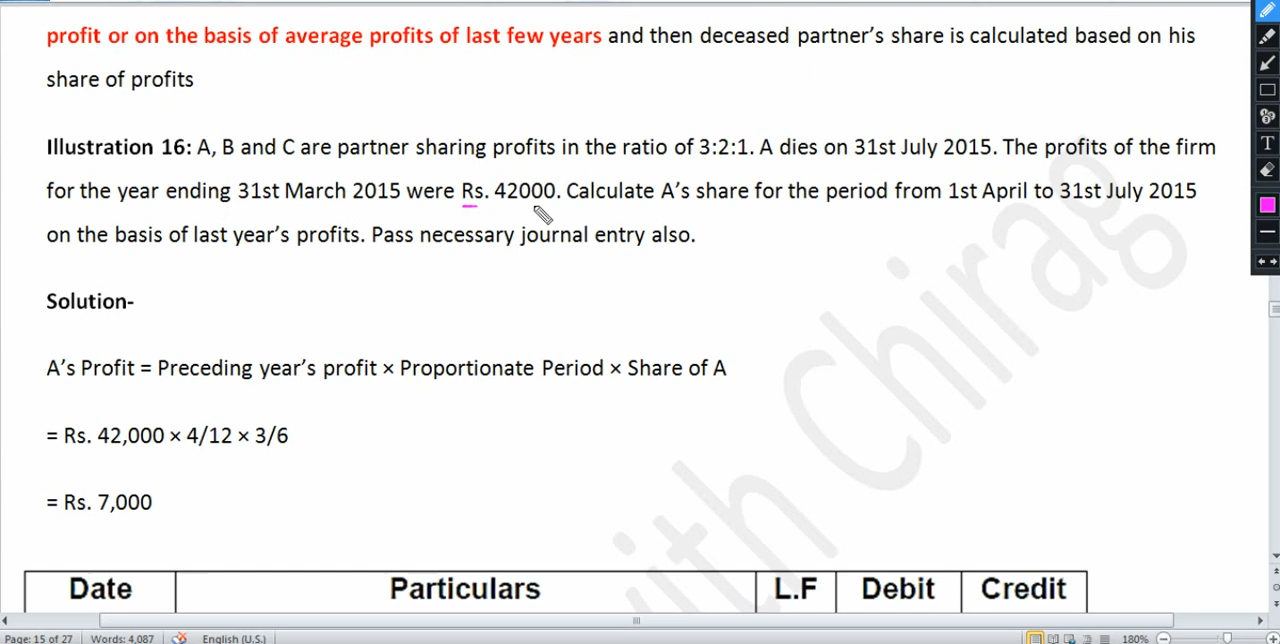 profit or on the basis of average profits of last few years and then deceased partner's share is calculated based on his
share of profits
Illustration 16: A, B and C are partner sharing profits in the ratio of 3:2:1. A dies on 31st July 2015. The profits of the firm
for the year ending 31st March 2015 were Rs. 42000. Calculate A's share for the period from 1st April to 31st July 2015
on the basis of last year's profits. Pass necessary journal entry also.
Solution-
A's Profit = Preceding year's profit × Proportionate Period × Share of A
= Rs. 42,000 × 4/12 × 3/6
= Rs. 7,000
with Chirag
Date Particulars L.F Debit Credit
Page: 15 of 27 Words: 4,087 English (U.S.) 180%